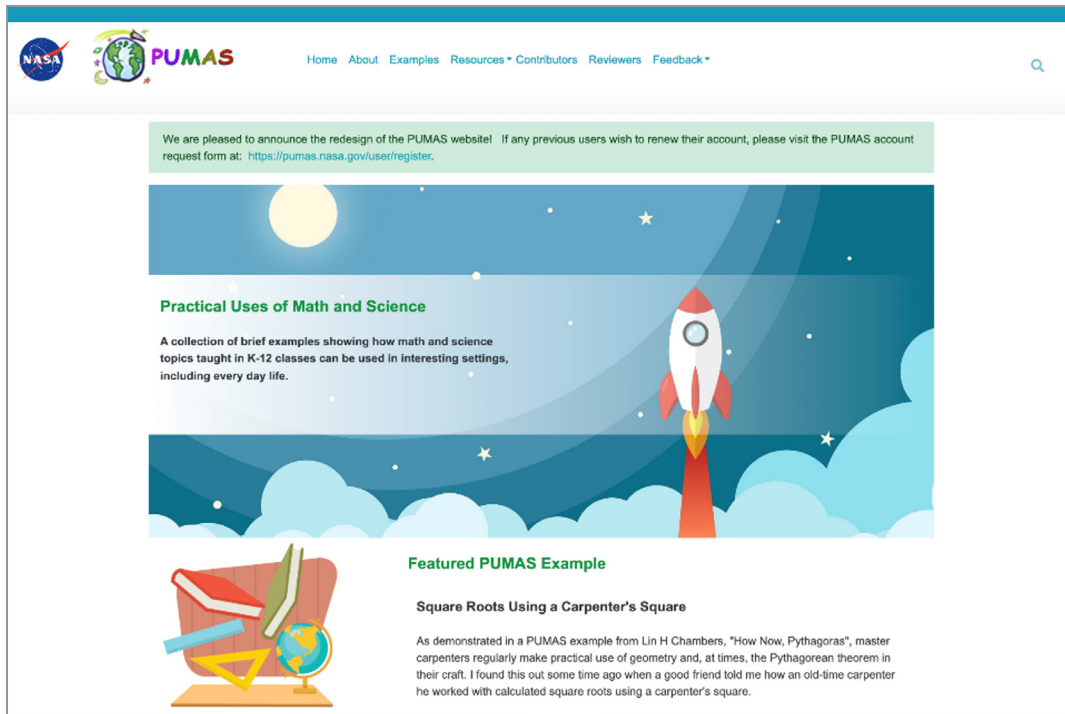 NASA
PUMAS
Home About Examples Resources Contributors Reviewers Feedback
We are pleased to announce the redesign of the PUMAS website! If any previous users wish to renew their account, please visit the PUMAS account
request form at: https://pumas.nasa.gov/user/register.
Practical Uses of Math and Science
A collection of brief examples showing how math and science
topics taught in K-12 classes can be used in interesting settings,
including every day life.
Featured PUMAS Example
Square Roots Using a Carpenter's Square
As demonstrated in a PUMAS example from Lin H Chambers, "How Now, Pythagoras", master
carpenters regularly make practical use of geometry and, at times, the Pythagorean theorem in
their craft. I found this out some time ago when a good friend told me how an old-time carpenter
he worked with calculated square roots using a carpenter's square.